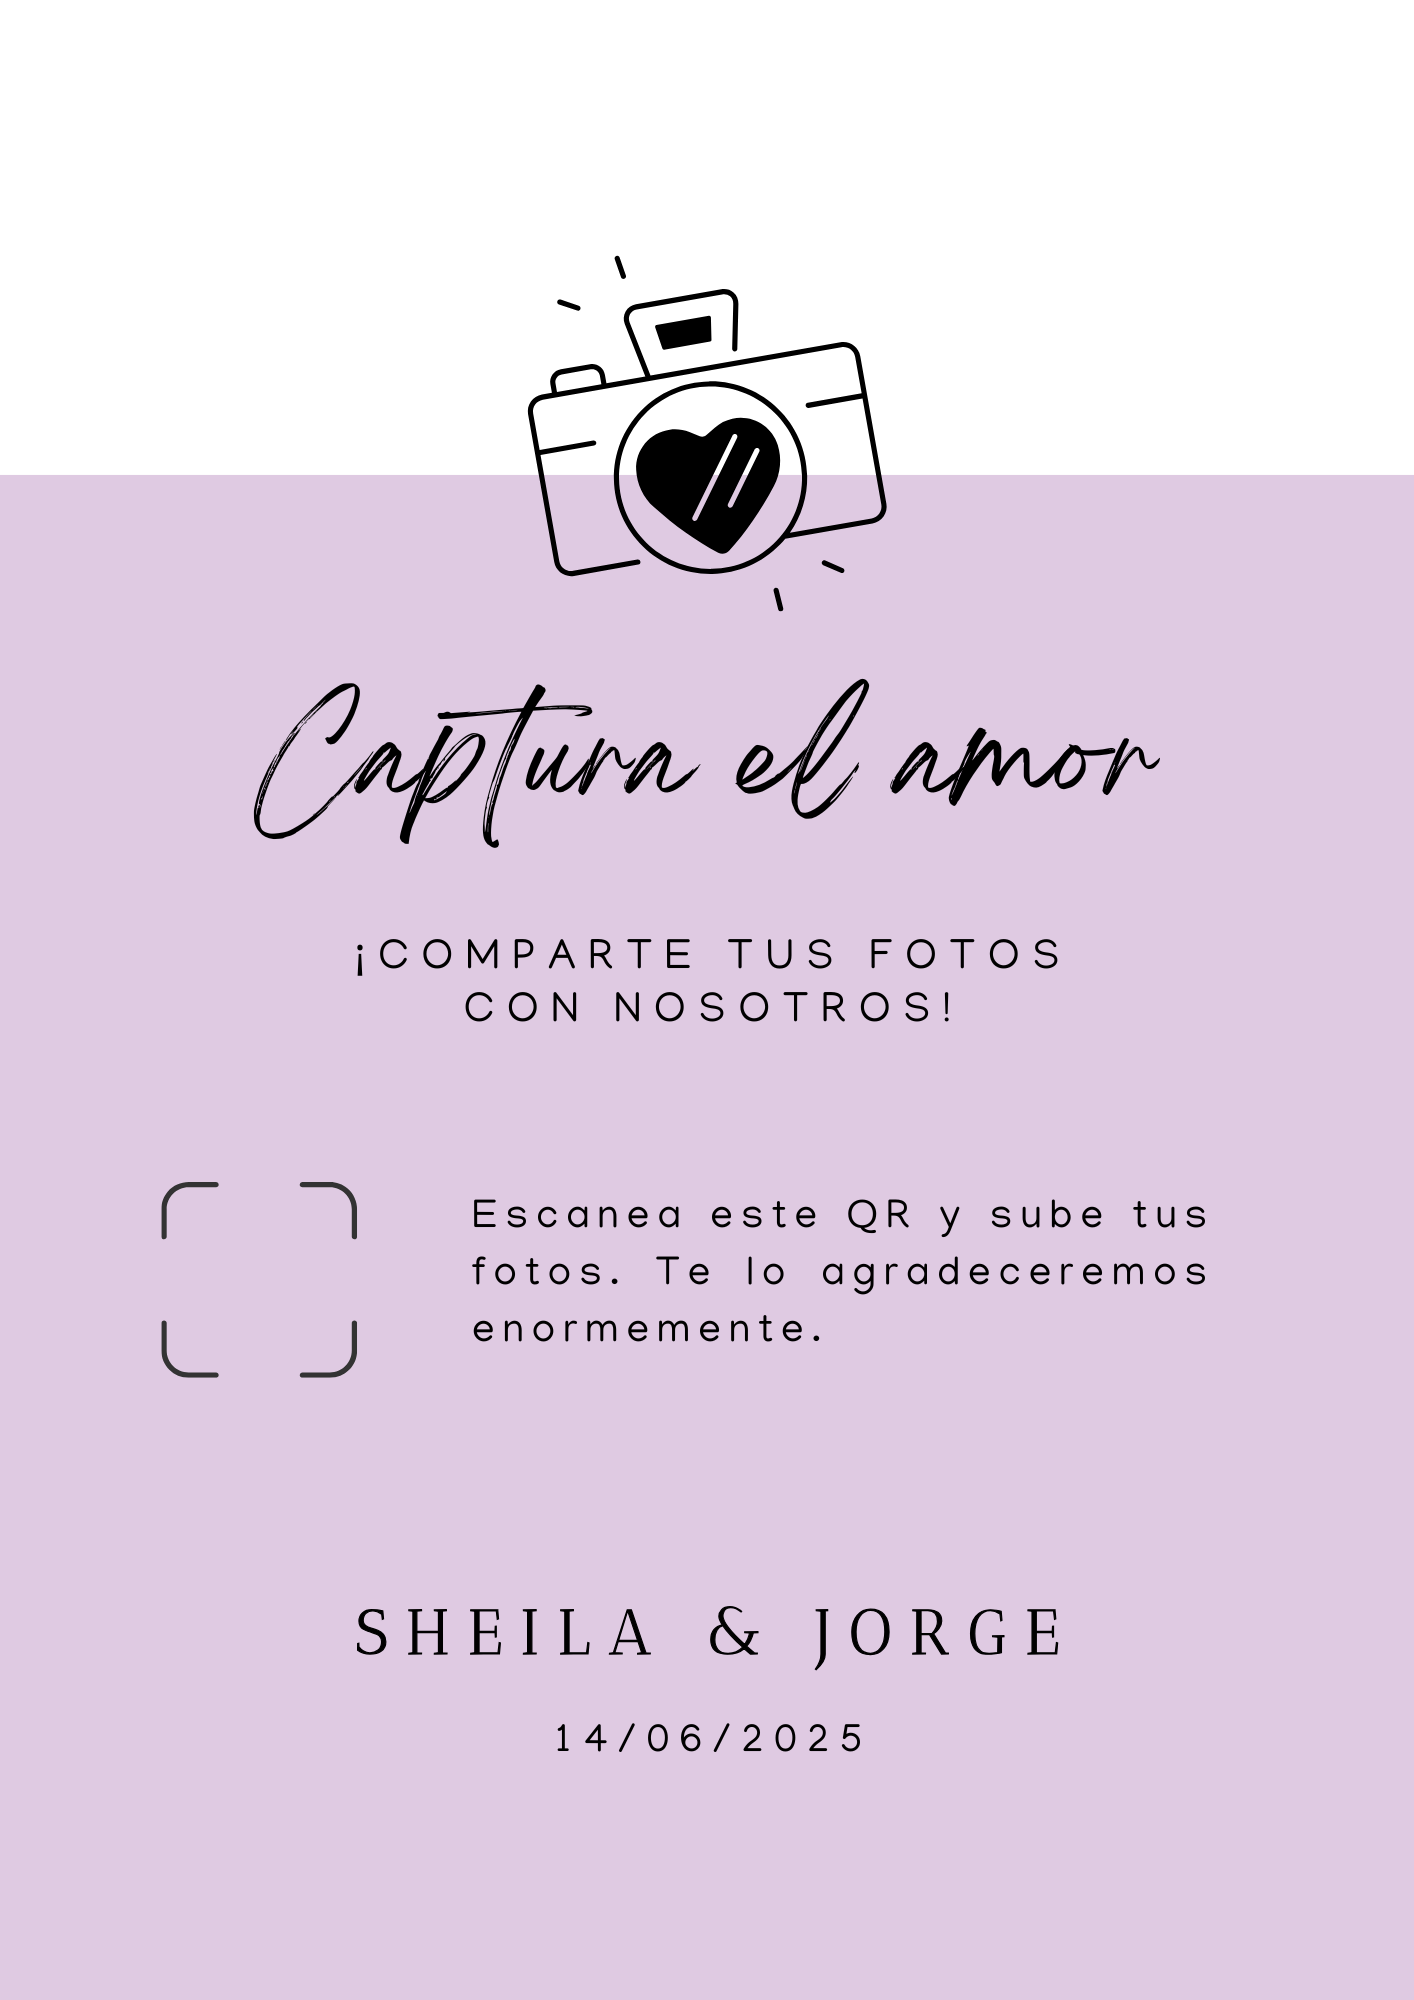 Captura el amor
¡COMPARTE TUS FOTOS
CON NOSOTROS!
Escanea este QR y sube tus
fotos. Te lo agradeceremos
enormemente.
SHEILA & JORGE
14/06/2025